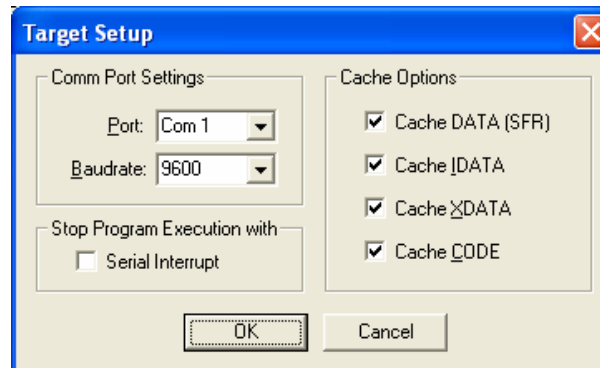 Target Setup
Comm Port Settings
Port: Com 1
Baudrate: 9600
Stop Program Execution with
Serial Interrupt
Cache Options
Cache DATA (SFR)
Cache IDATA
Cache XDATA
Cache CODE
OK
Cancel